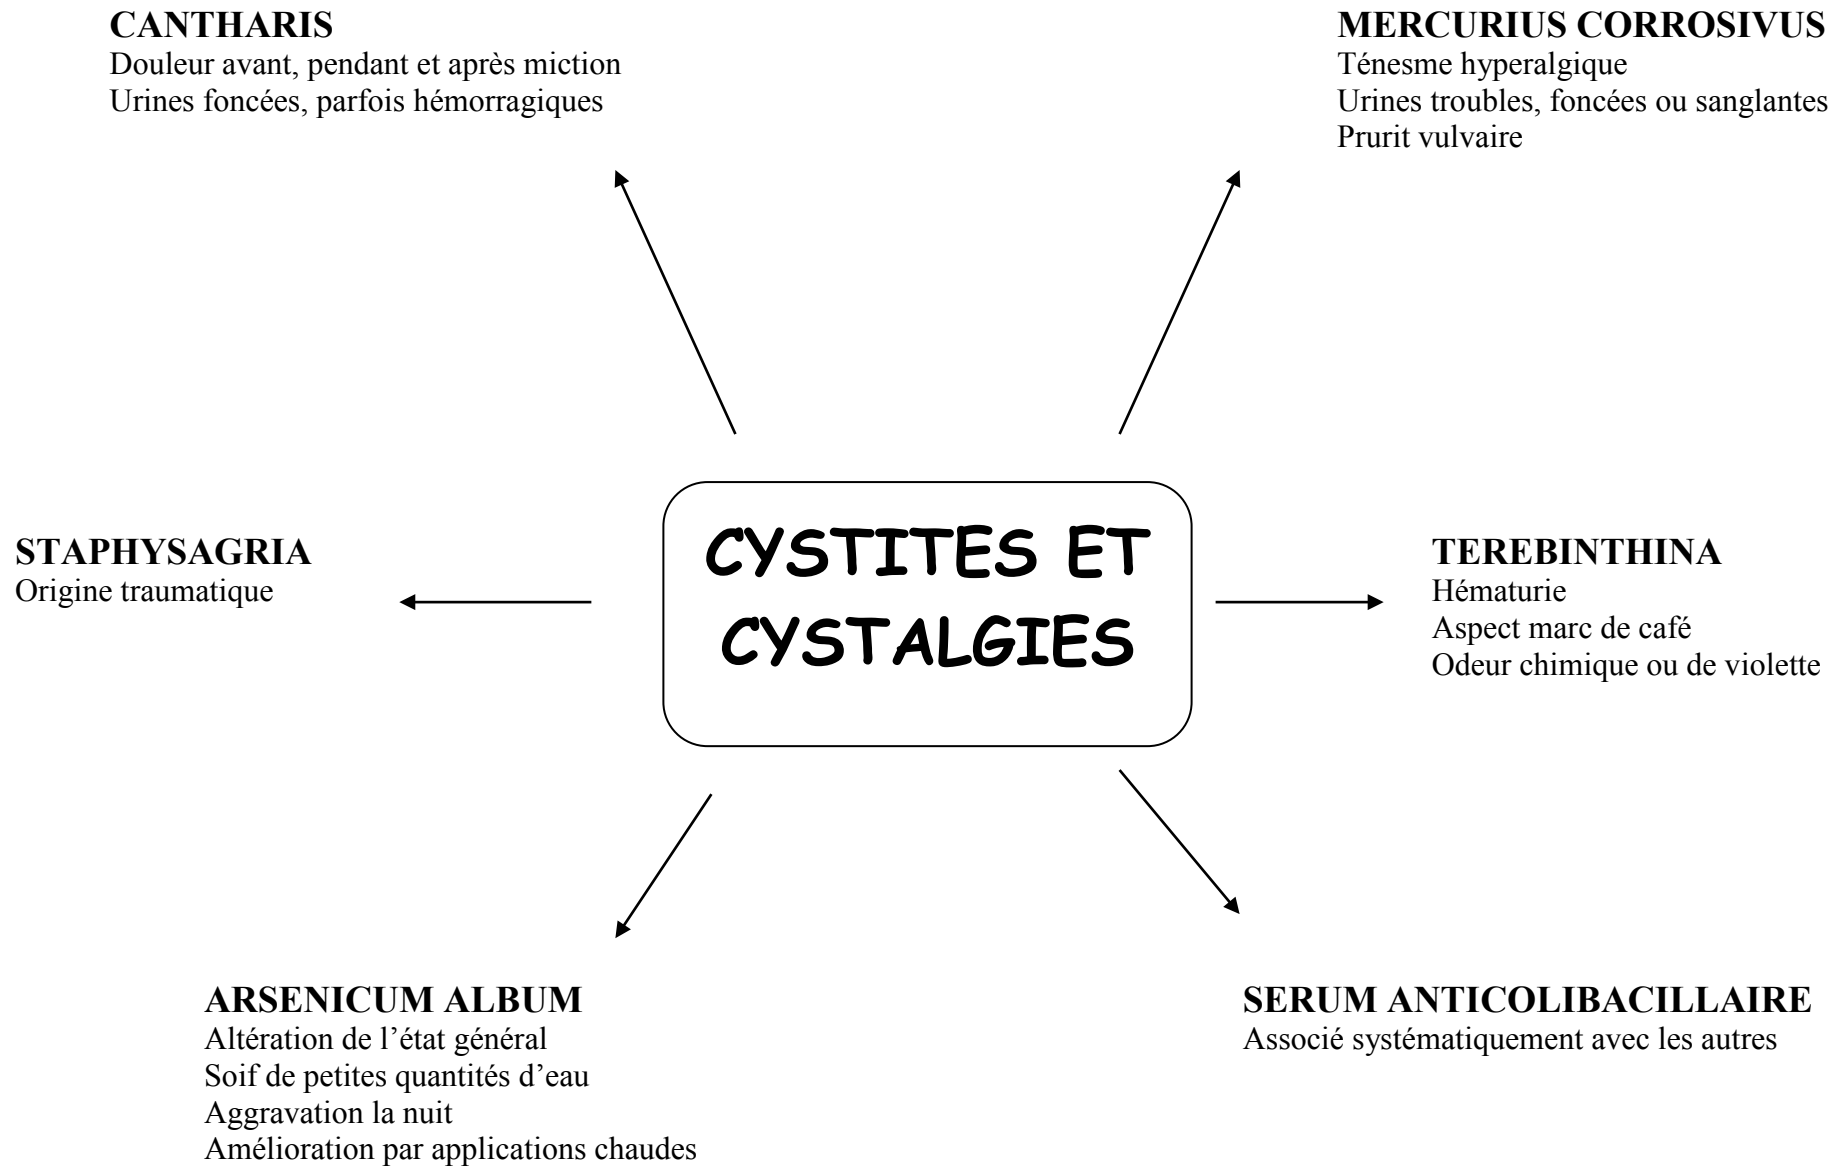 CANTHARIS
Douleur avant, pendant et après miction
Urines foncées, parfois hémorragiques
MERCURIUS CORROSIVUS
Ténesme hyperalgique
Urines troubles, foncées ou sanglantes
Prurit vulvaire
STAPHYSAGRIA
Origine traumatique
CYSTITES ET
CYSTALGIES
TEREBINTHINA
Hématurie
Aspect marc de café
Odeur chimique ou de violette
ARSENICUM ALBUM
Altération de l’état général
Soif de petites quantités d’eau
Aggravation la nuit
Amélioration par applications chaudes
SERUM ANTICOLIBACILLAIRE
Associé systématiquement avec les autres